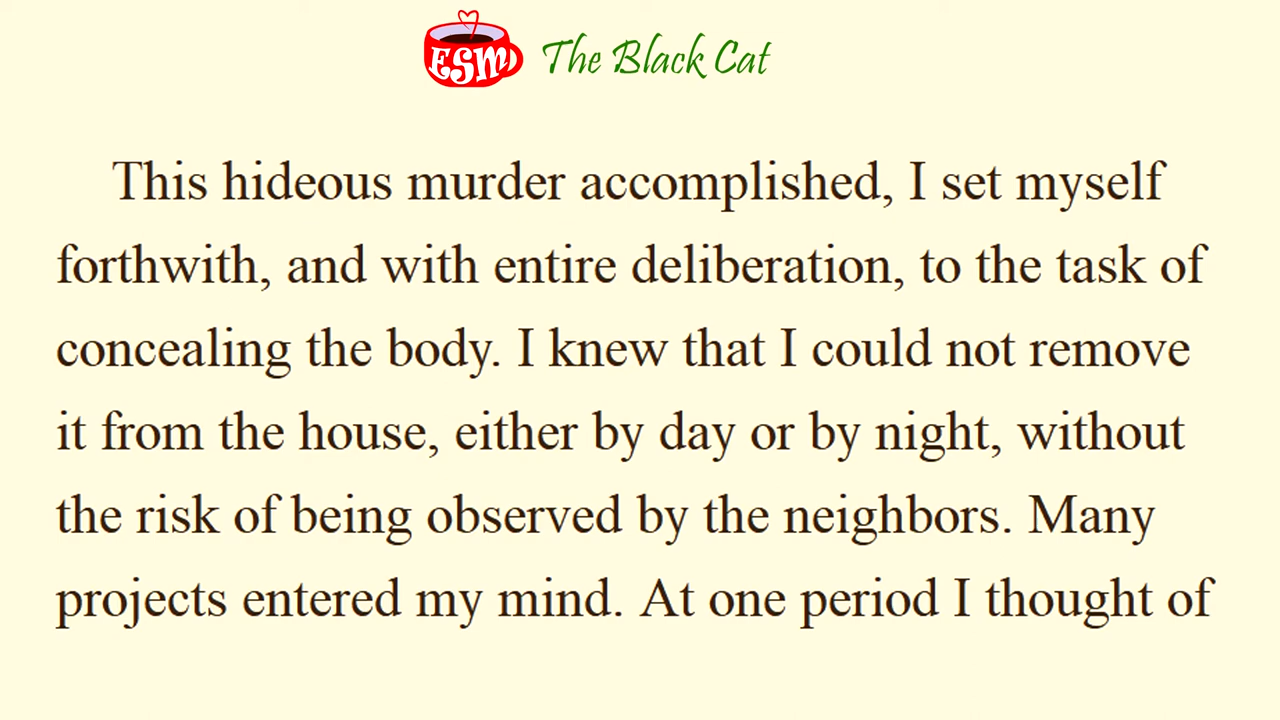 ESM The Black Cat
This hideous murder accomplished, I set myself
forthwith, and with entire deliberation, to the task of
concealing the body. I knew that I could not remove
it from the house, either by day or by night, without
the risk of being observed by the neighbors. Many
projects entered my mind. At one period I thought of